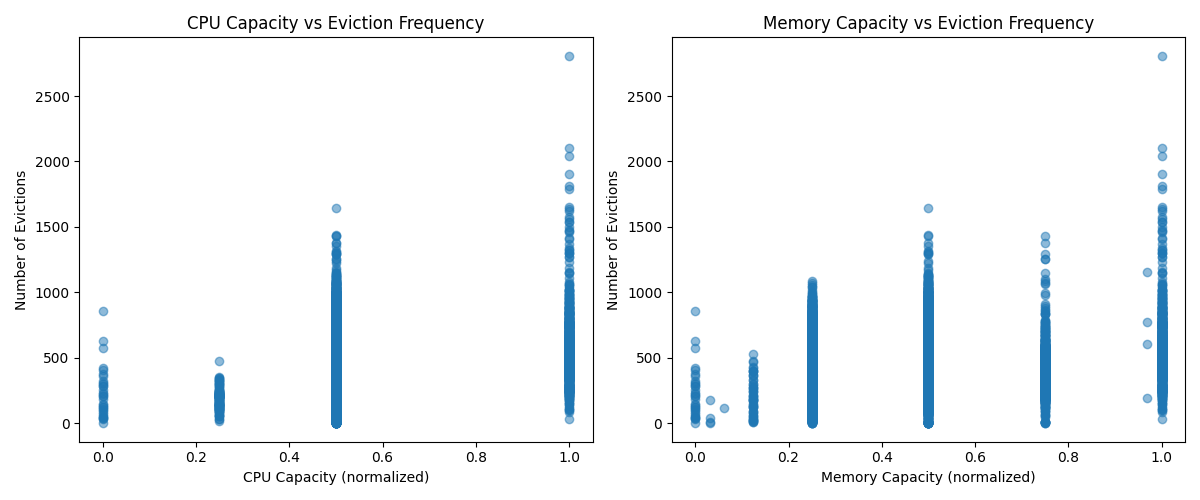 CPU Capacity vs Eviction Frequency
Number of Evictions
2500
2000
1500
1000
500
0
0.0 0.2 0.4 0.6 0.8 1.0
CPU Capacity (normalized)
Memory Capacity vs Eviction Frequency
Number of Evictions
2500
2000
1500
1000
500
0
0.0 0.2 0.4 0.6 0.8 1.0
Memory Capacity (normalized)